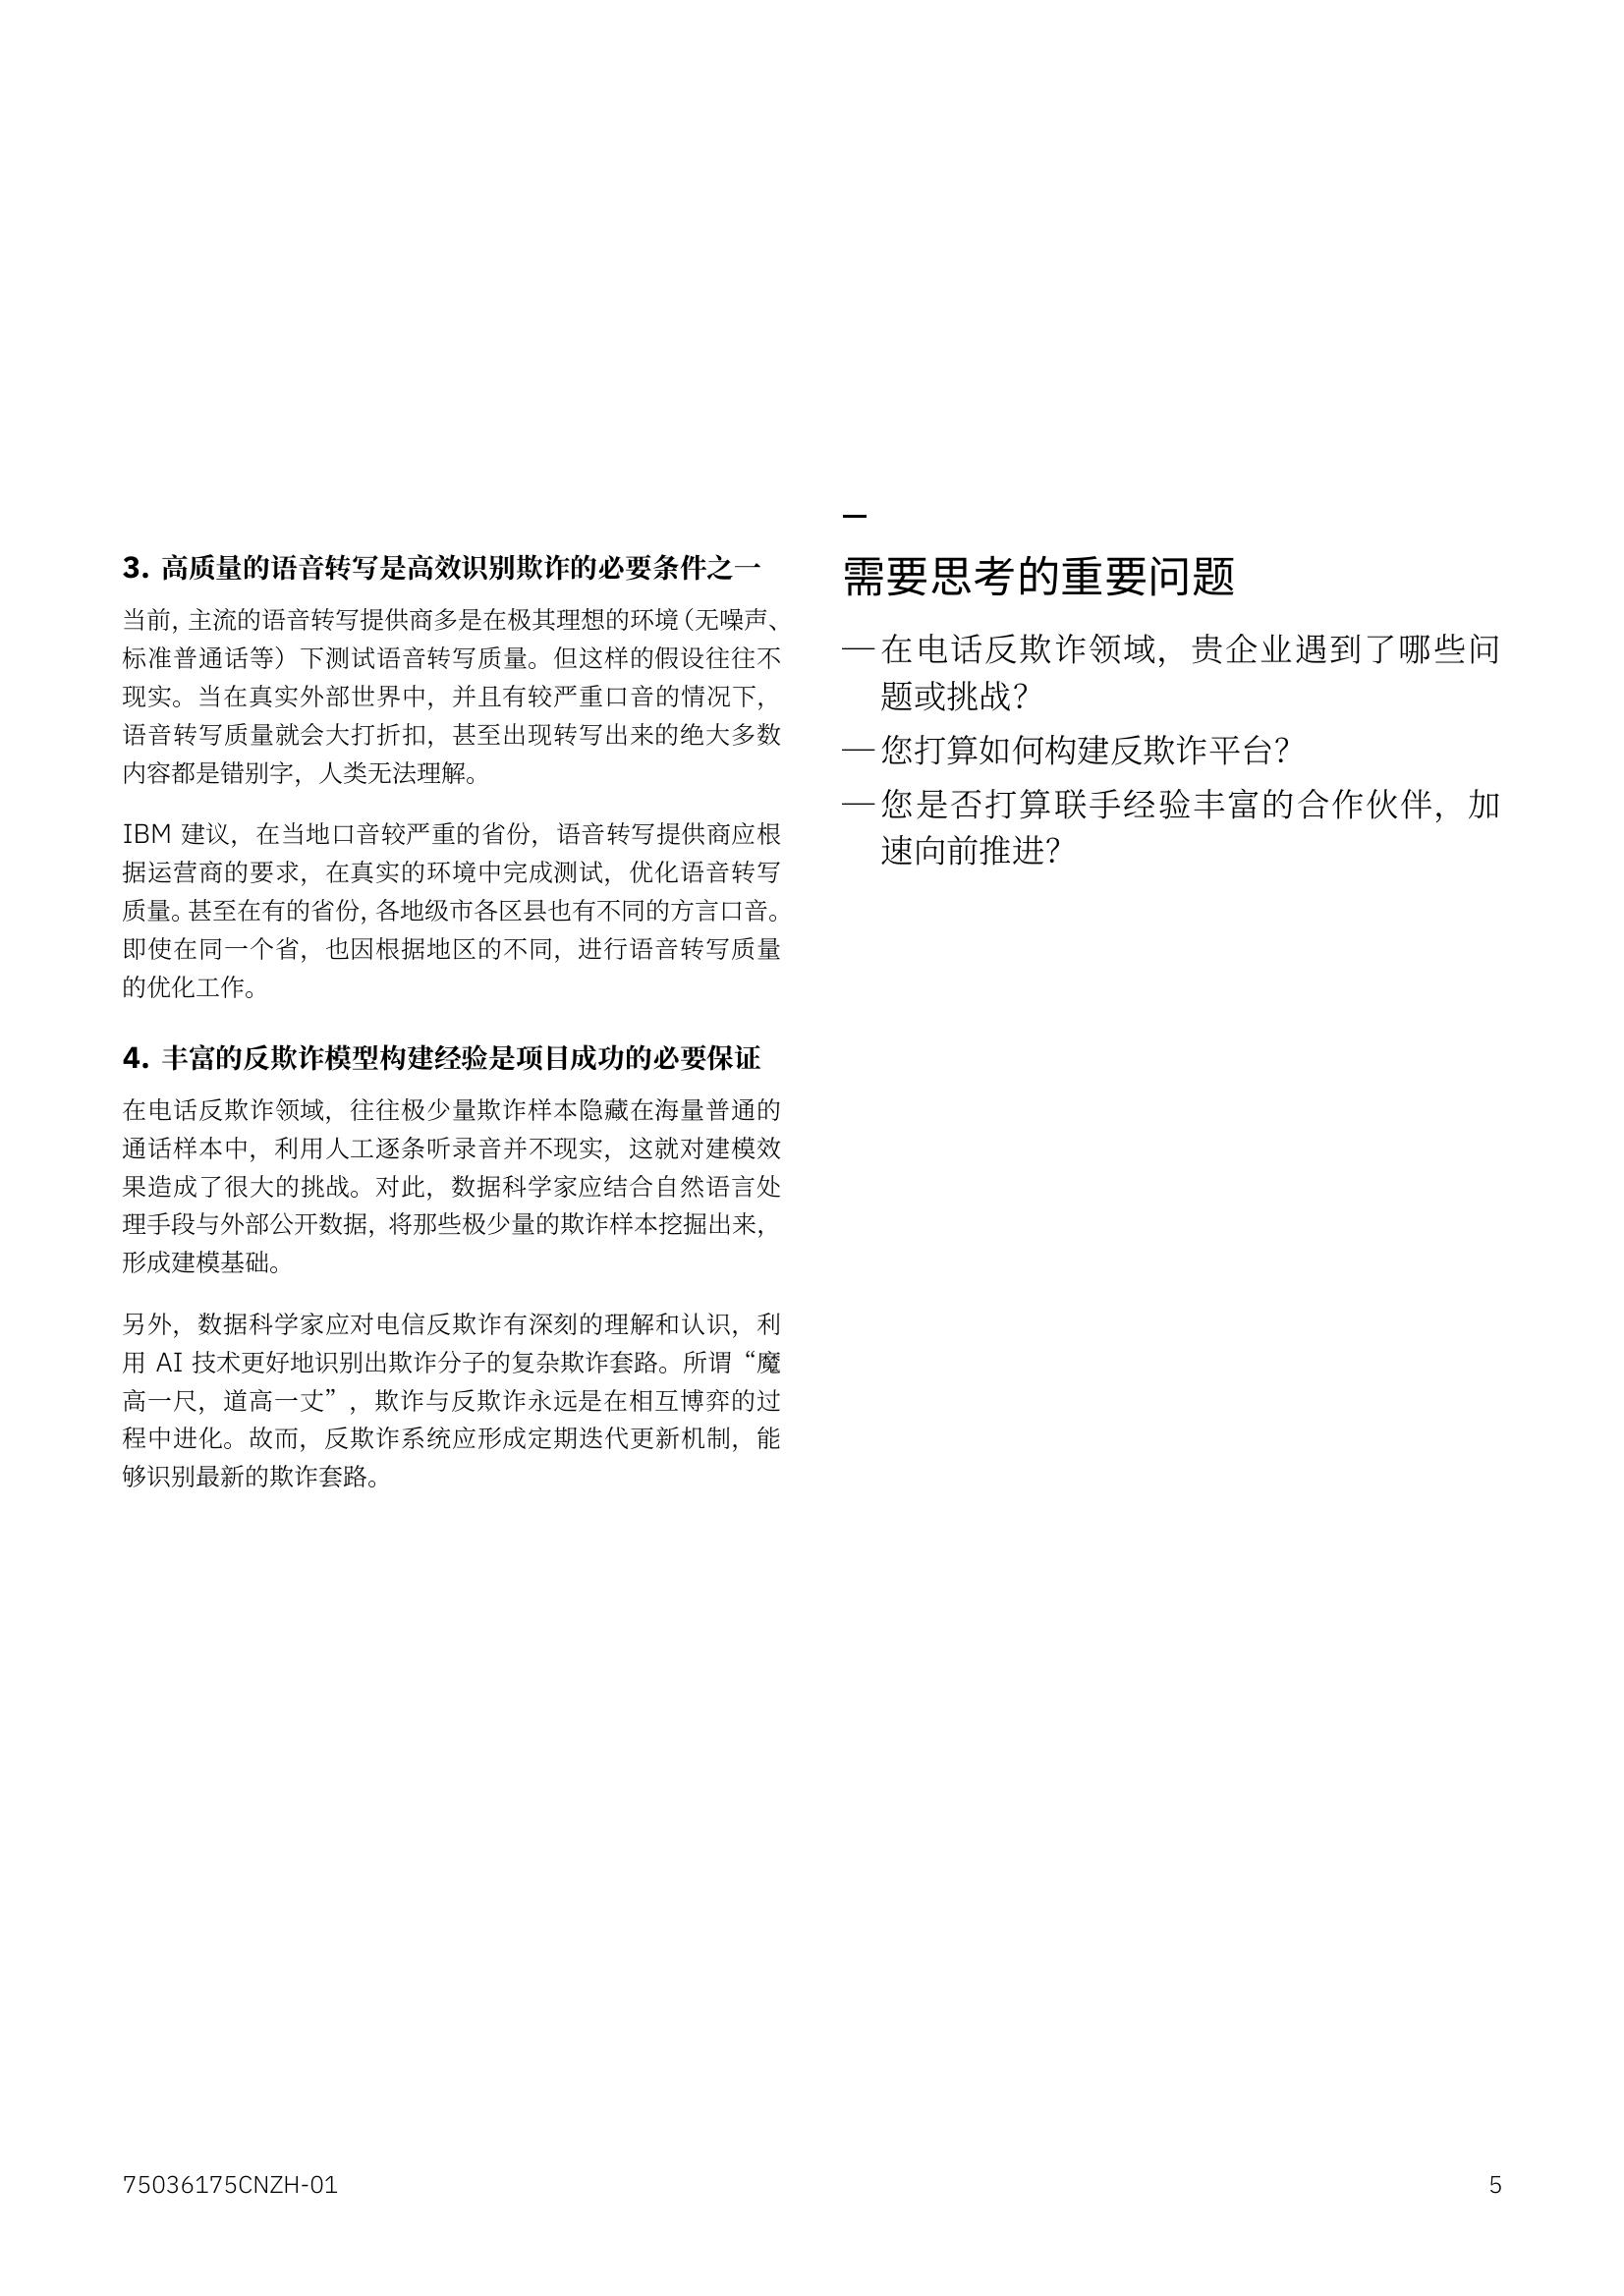 3. 高质量的语音转写是高效识别欺诈的必要条件之一
当前, 主流的语音转写提供商多是在极其理想的环境（无噪声、
标准普通话等）下测试语音转写质量。但这样的假设往往不
现实。当在真实外部世界中，并且有较严重口音的情况下，
语音转写质量就会大打折扣，甚至出现转写出来的绝大多数
内容都是错别字，人类无法理解。
IBM 建议，在当地口音较严重的省份，语音转写提供商应根
据运营商的要求，在真实的环境中完成测试，优化语音转写
质量。甚至在有的省份, 各地级市各区县也有不同的方言口音。
即使在同一个省，也因根据地区的不同，进行语音转写质量
的优化工作。
4. 丰富的反欺诈模型构建经验是项目成功的必要保证
在电话反欺诈领域，往往极少量欺诈样本隐藏在海量普通的
通话样本中，利用人工逐条听录音并不现实，这就对建模效
果造成了很大的挑战。对此，数据科学家应结合自然语言处
理手段与外部公开数据，将那些极少量的欺诈样本挖掘出来，
形成建模基础。
另外，数据科学家应对电信反欺诈有深刻的理解和认识，利
用 AI 技术更好地识别出欺诈分子的复杂欺诈套路。所谓“魔
高一尺，道高一丈”，欺诈与反欺诈永远是在相互博弈的过
程中进化。故而，反欺诈系统应形成定期迭代更新机制，能
够识别最新的欺诈套路。
需要思考的重要问题
— 在电话反欺诈领域，贵企业遇到了哪些问
题或挑战？
— 您打算如何构建反欺诈平台？
— 您是否打算联手经验丰富的合作伙伴，加
速向前推进？
75036175CNZH-01
5